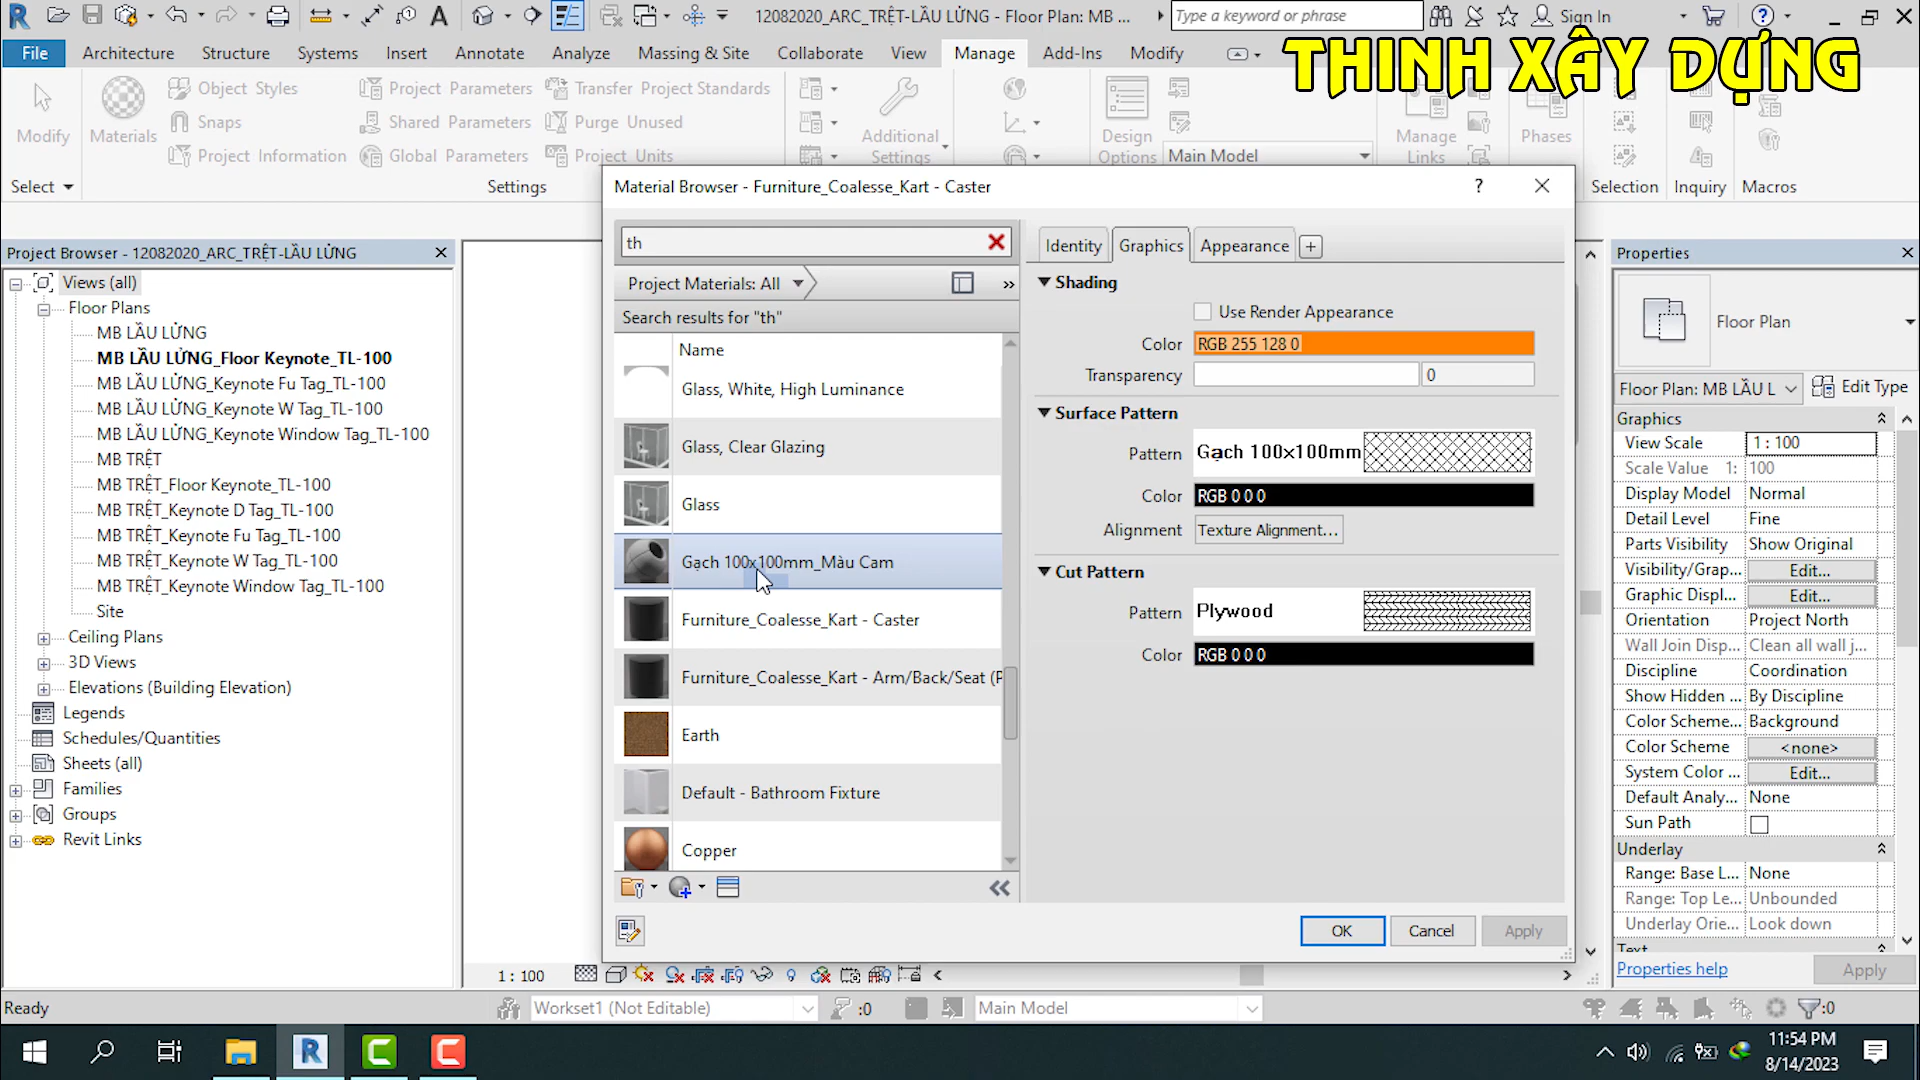 12082020_ARC_TRỆT-LẦU LỬNG - Floor Plan: MB ...
Type a keyword or phrase
Sign In
THINH XÂY DỰNG
File
Architecture
Structure
Systems
Insert
Annotate
Analyze
Massing & Site
Collaborate
View
Manage
Add-Ins
Modify
Modify
Materials
Object Styles
Snaps
Project Information
Project Parameters
Shared Parameters
Global Parameters
Transfer Project Standards
Purge Unused
Project Units
Additional
Settings
Design
Options
Main Model
Manage
Links
Phases
Select
Settings
Selection
Inquiry
Macros
Project Browser - 12082020_ARC_TRỆT-LẦU LỬNG
Views (all)
Floor Plans
MB LẦU LỬNG
MB LẦU LỬNG_Floor Keynote_TL-100
MB LẦU LỬNG_Keynote Fu Tag_TL-100
MB LẦU LỬNG_Keynote W Tag_TL-100
MB LẦU LỬNG_Keynote Window Tag_TL-100
MB TRỆT
MB TRỆT_Floor Keynote_TL-100
MB TRỆT_Keynote D Tag_TL-100
MB TRỆT_Keynote Fu Tag_TL-100
MB TRỆT_Keynote W Tag_TL-100
MB TRỆT_Keynote Window Tag_TL-100
Site
Ceiling Plans
3D Views
Elevations (Building Elevation)
Legends
Schedules/Quantities
Sheets (all)
Families
Groups
Revit Links
Material Browser - Furniture_Coalesse_Kart - Caster
th
Project Materials: All
Search results for "th"
Name
Glass, White, High Luminance
Glass, Clear Glazing
Glass
Gạch 100x100mm_Màu Cam
Furniture_Coalesse_Kart - Caster
Furniture_Coalesse_Kart - Arm/Back/Seat (P
Earth
Default - Bathroom Fixture
Copper
Identity
Graphics
Appearance
Shading
Use Render Appearance
Color RGB 255 128 0
Transparency 0
Surface Pattern
Pattern Gạch 100x100mm
Color RGB 0 0 0
Alignment Texture Alignment...
Cut Pattern
Pattern Plywood
Color RGB 0 0 0
OK
Cancel
Apply
Properties
Floor Plan
Floor Plan: MB LẦU L
Edit Type
Graphics
View Scale 1 : 100
Scale Value 1: 100
Display Model Normal
Detail Level Fine
Parts Visibility Show Original
Visibility/Grap... Edit...
Graphic Displ... Edit...
Orientation Project North
Wall Join Disp... Clean all wall j...
Discipline Coordination
Show Hidden ... By Discipline
Color Scheme... Background
Color Scheme <none>
System Color ... Edit...
Default Analy... None
Sun Path
Underlay
Range: Base L... None
Range: Top Le... Unbounded
Underlay Orie... Look down
Text
Properties help
Apply
1 : 100
Ready
Workset1 (Not Editable)
:0
Main Model
:0
11:54 PM
8/14/2023